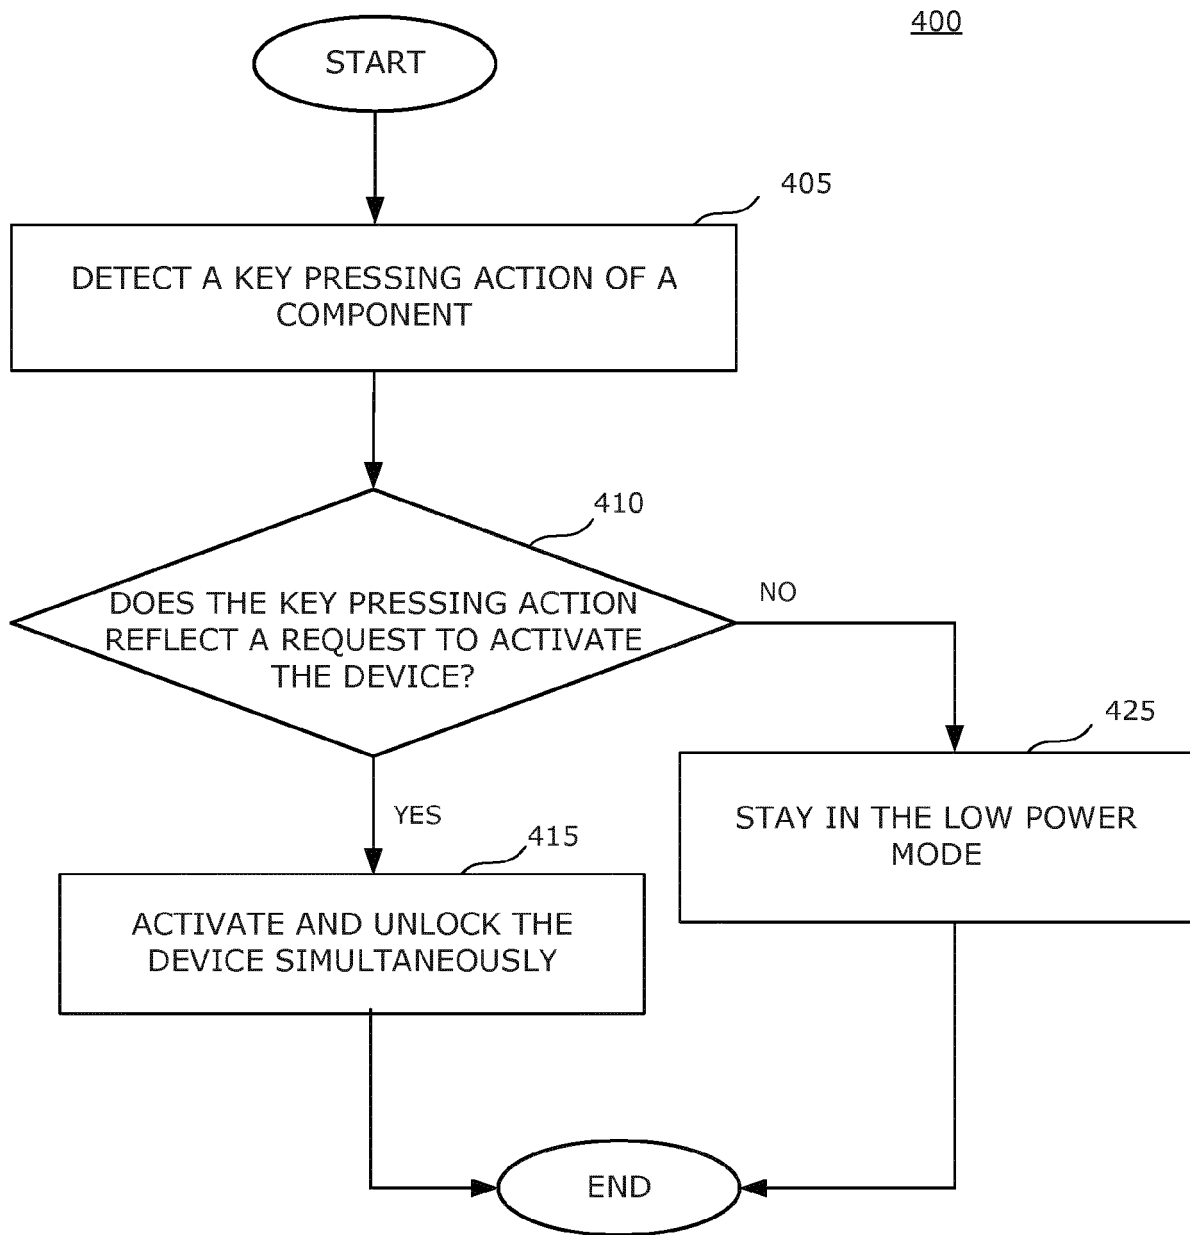 400
START
405
DETECT A KEY PRESSING ACTION OF A
COMPONENT
410
DOES THE KEY PRESSING ACTION
REFLECT A REQUEST TO ACTIVATE
THE DEVICE?
NO
425
STAY IN THE LOW POWER
MODE
YES
415
ACTIVATE AND UNLOCK THE
DEVICE SIMULTANEOUSLY
END